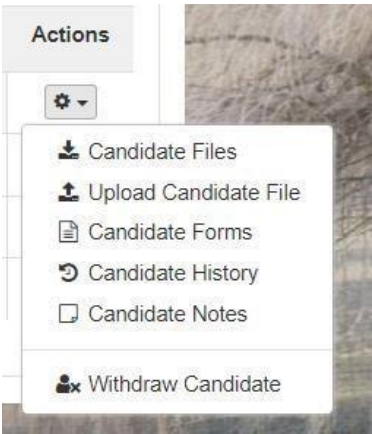 Actions
Candidate Files
Upload Candidate File
Candidate Forms
Candidate History
Candidate Notes
Withdraw Candidate